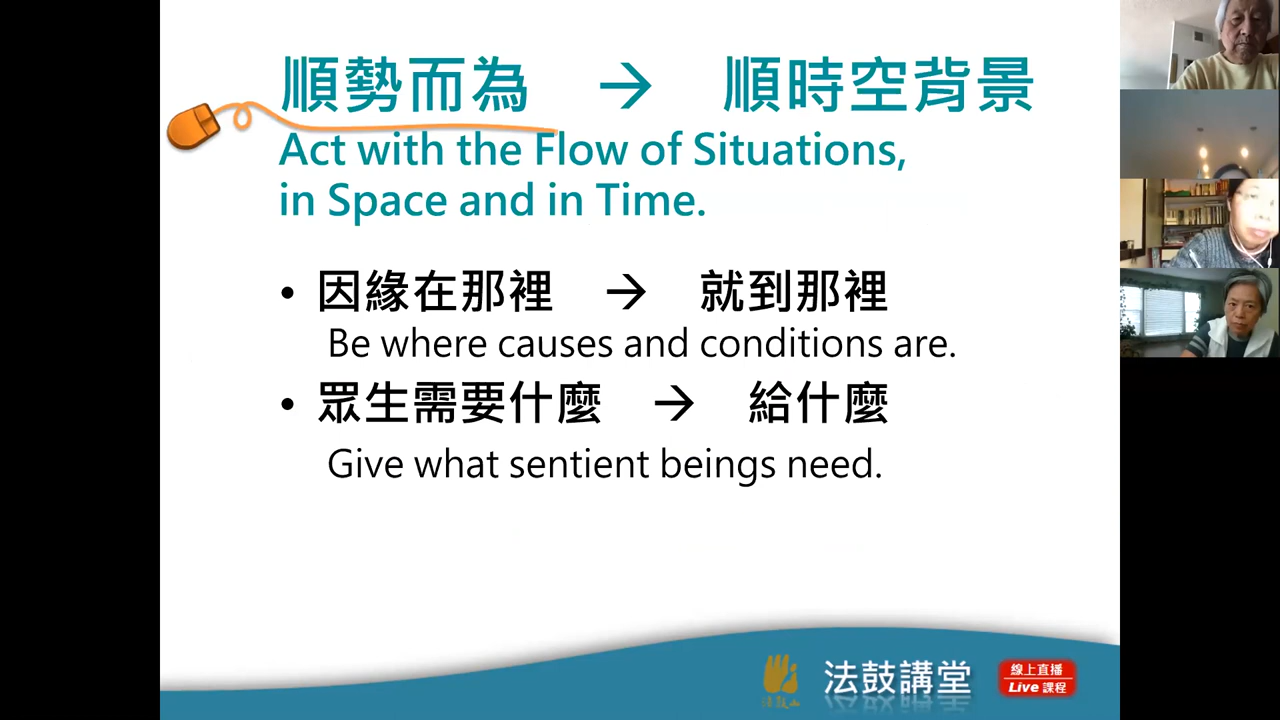 順勢而為 → 順時空背景
Act with the Flow of Situations,
in Space and in Time.
• 因緣在那裡 → 就到那裡
Be where causes and conditions are.
• 眾生需要什麼 → 給什麼
Give what sentient beings need.
法鼓山
法鼓講堂
線上直播
Live 課程